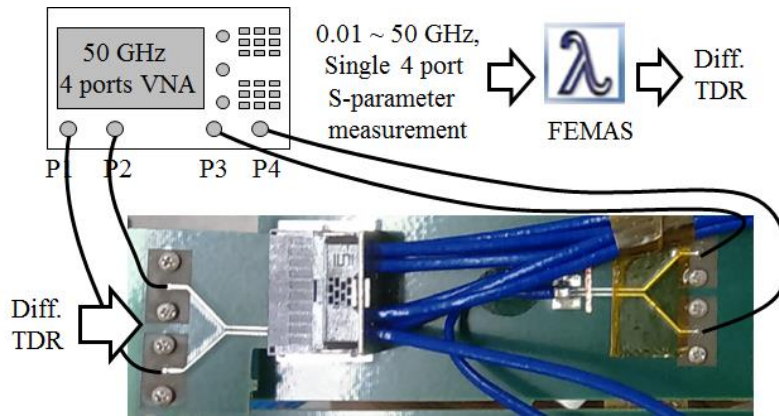 50 GHz
4 ports VNA
0.01 ~ 50 GHz,
Single 4 port
S-parameter
measurement
λ
FEMAS
Diff.
TDR
P1
P2
P3
P4
Diff.
TDR